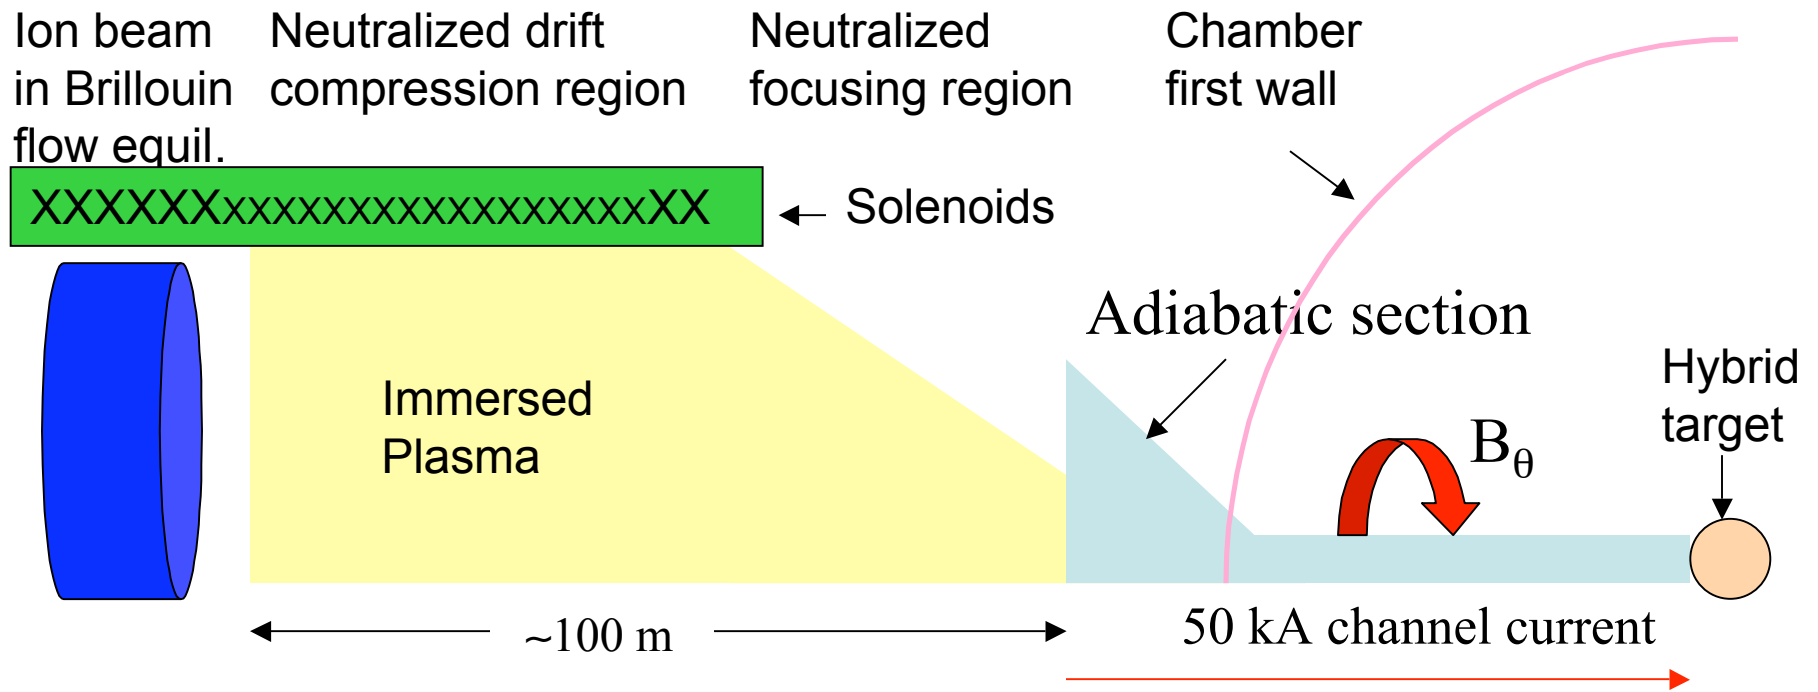 Ion beam
in Brillouin
flow equil.
Neutralized drift
compression region
Neutralized
focusing region
Chamber
first wall
XXXXXXxxxxxxxxxxxxxxxxxXX
Solenoids
Adiabatic section
Immersed
Plasma
Bθ
Hybrid
target
~100 m
50 kA channel current